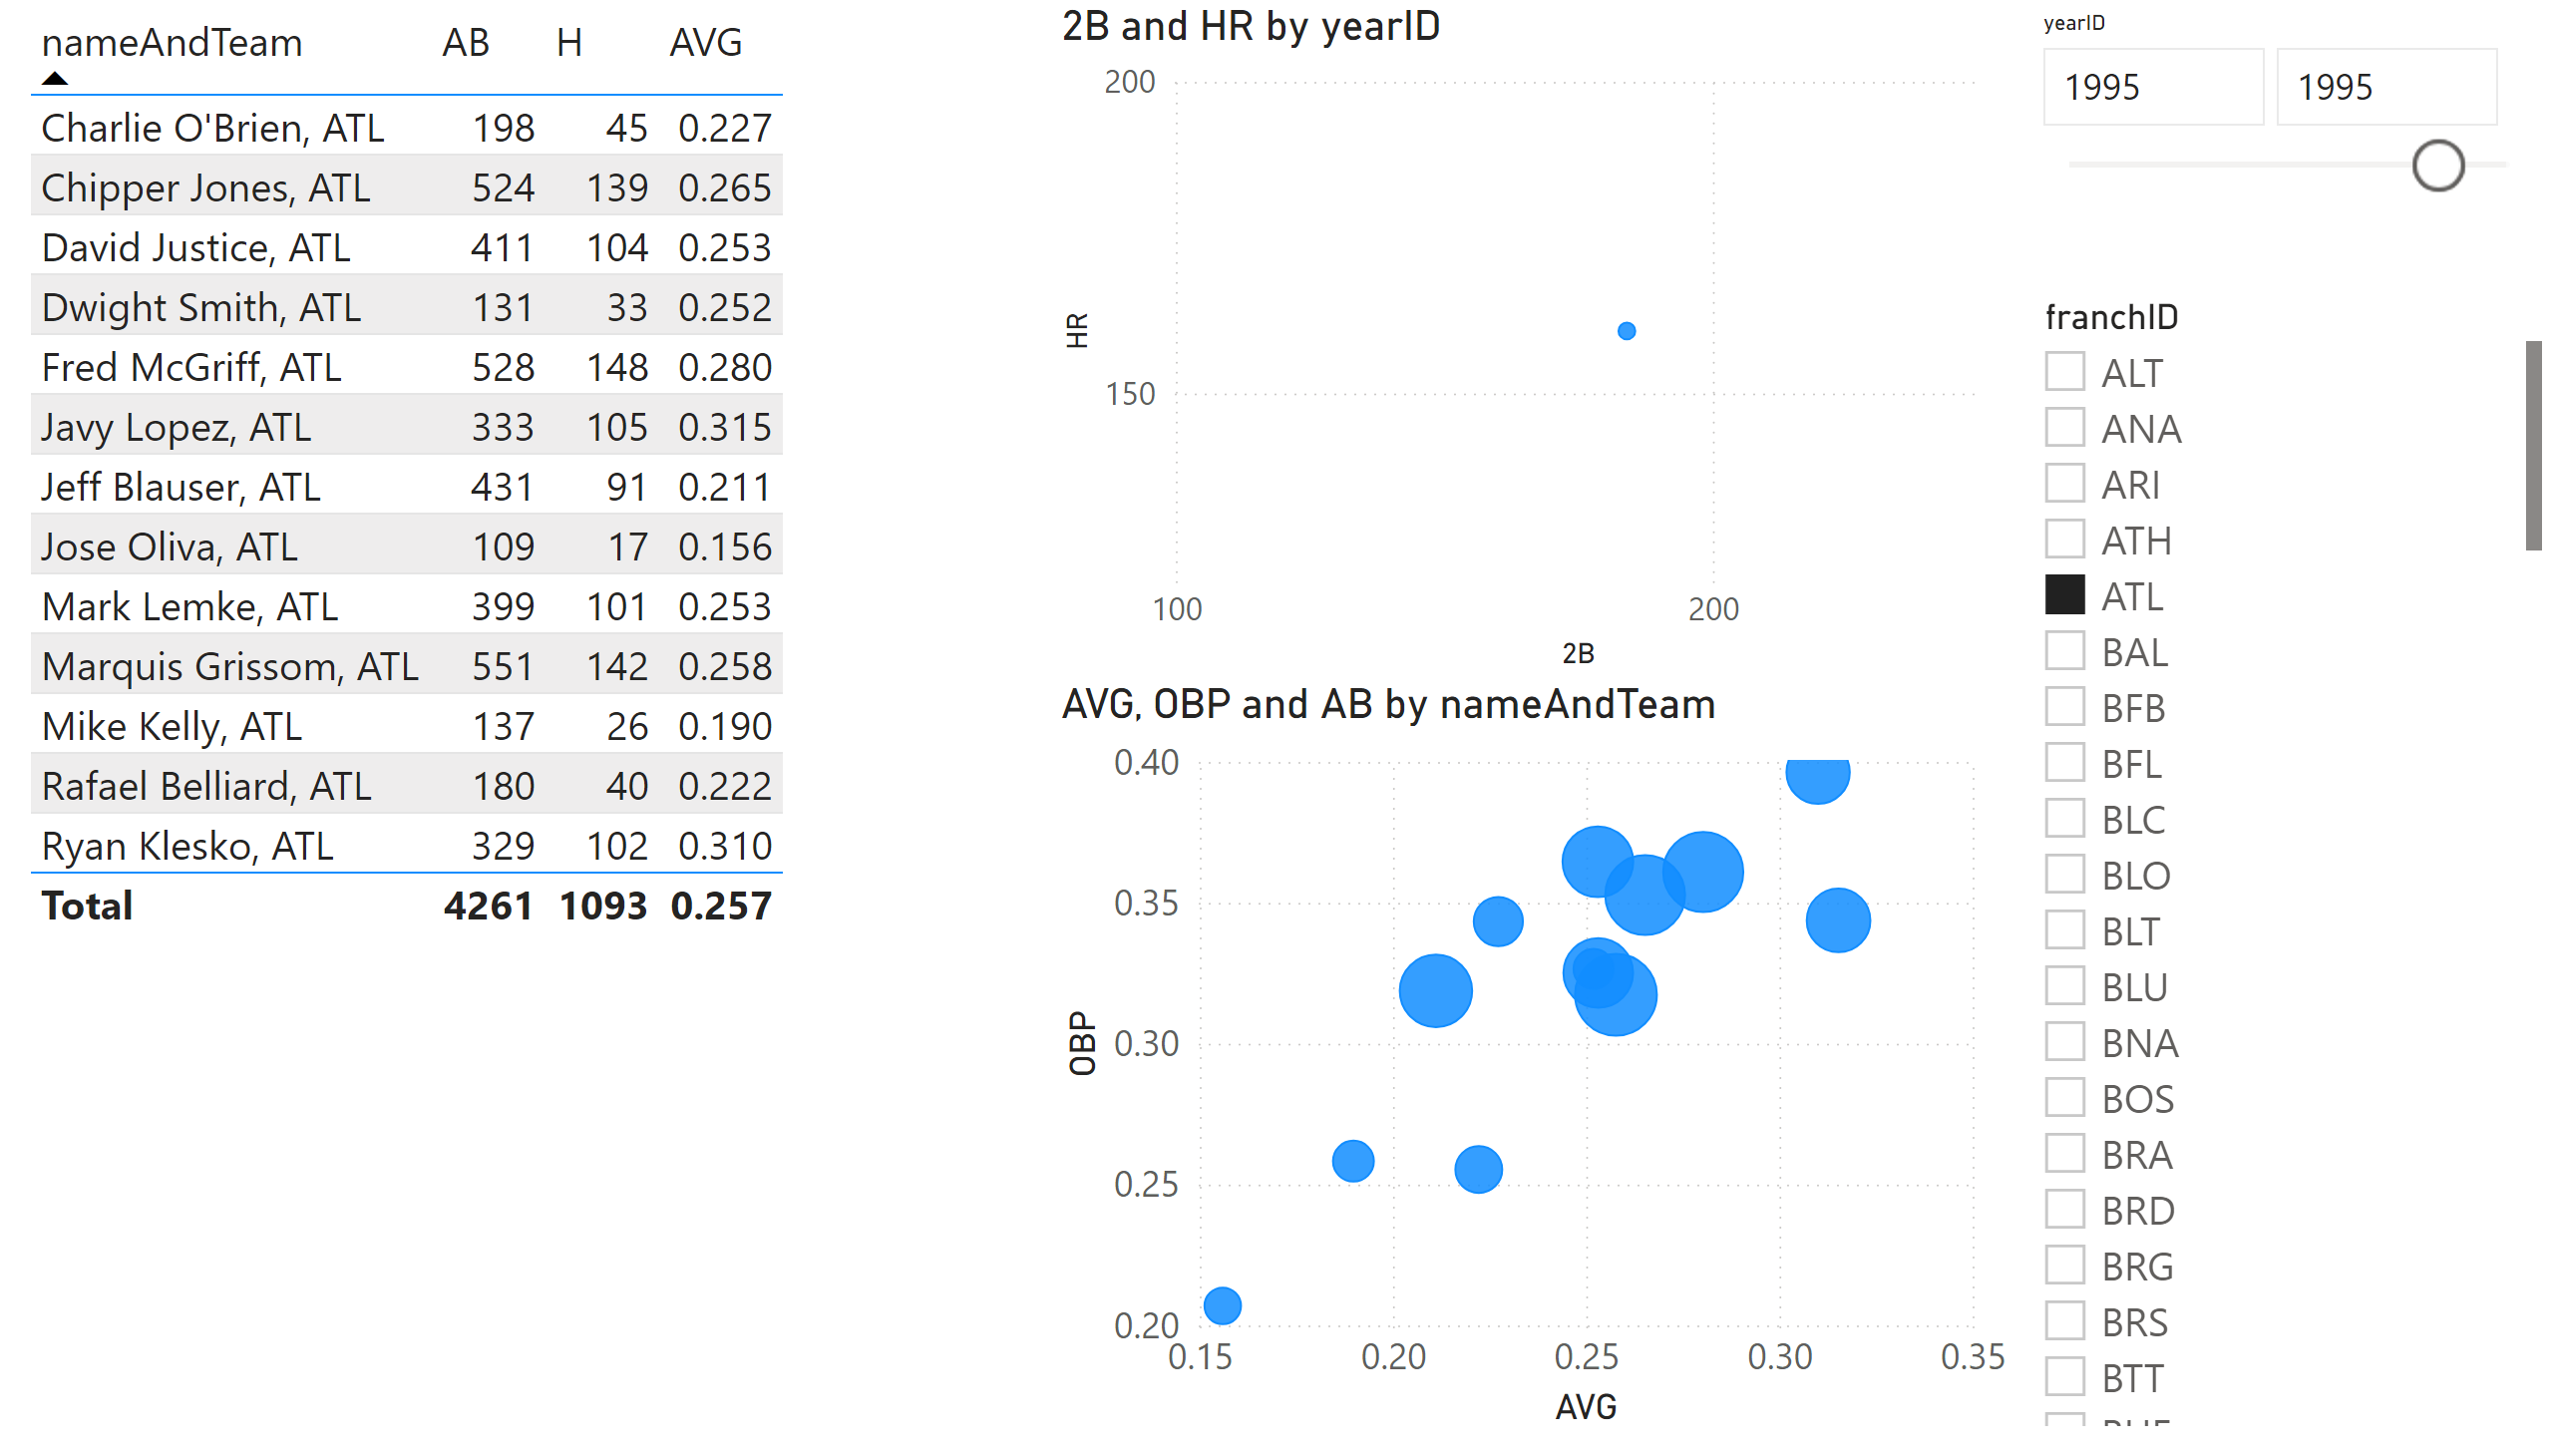 nameAndTeam AB H AVG
Charlie O'Brien, ATL 198 45 0.227
Chipper Jones, ATL 524 139 0.265
David Justice, ATL 411 104 0.253
Dwight Smith, ATL 131 33 0.252
Fred McGriff, ATL 528 148 0.280
Javy Lopez, ATL 333 105 0.315
Jeff Blauser, ATL 431 91 0.211
Jose Oliva, ATL 109 17 0.156
Mark Lemke, ATL 399 101 0.253
Marquis Grissom, ATL 551 142 0.258
Mike Kelly, ATL 137 26 0.190
Rafael Belliard, ATL 180 40 0.222
Ryan Klesko, ATL 329 102 0.310
Total 4261 1093 0.257
2B and HR by yearID
200
150
HR
100 200
2B
AVG, OBP and AB by nameAndTeam
0.40
0.35
0.30
0.25
0.20
OBP
0.15 0.20 0.25 0.30 0.35
AVG
yearID
1995 1995
franchID
ALT
ANA
ARI
ATH
ATL
BAL
BFB
BFL
BLC
BLO
BLT
BLU
BNA
BOS
BRA
BRD
BRG
BRS
BTT